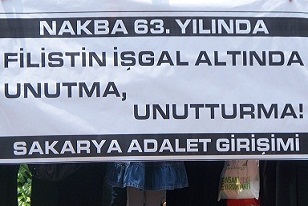 NAKBA 63. YILINDA
FİLİSTİN İŞGAL ALTINDA
UNUTMA,
UNUTTURMA!
SAKARYA ADALET GİRİŞİMİ